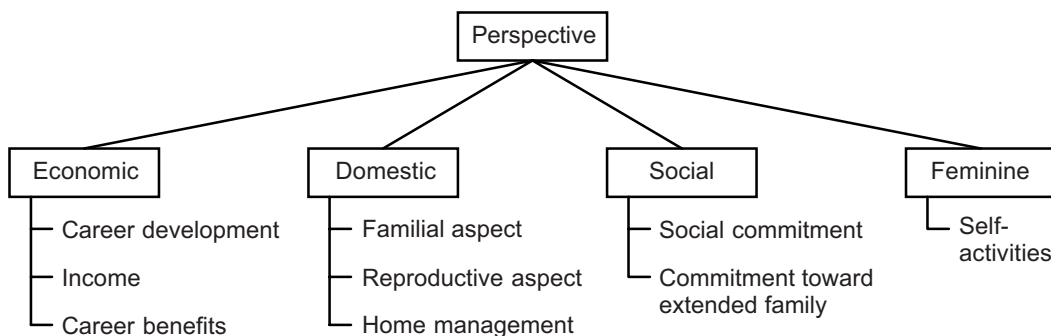 Perspective
Economic
Domestic
Social
Feminine
Career development
Income
Career benefits
Familial aspect
Reproductive aspect
Home management
Social commitment
Commitment toward
extended family
Self-
activities